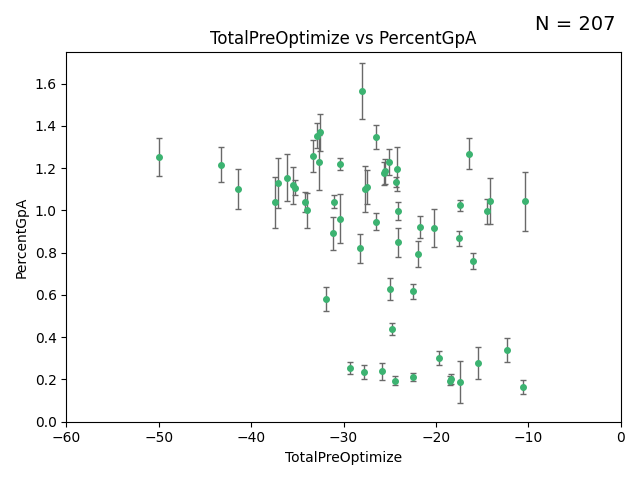 N = 207
TotalPreOptimize vs PercentGpA
PercentGpA
1.6
1.4
1.2
1.0
0.8
0.6
0.4
0.2
0.0
−60 −50 −40 −30 −20 −10 0
TotalPreOptimize